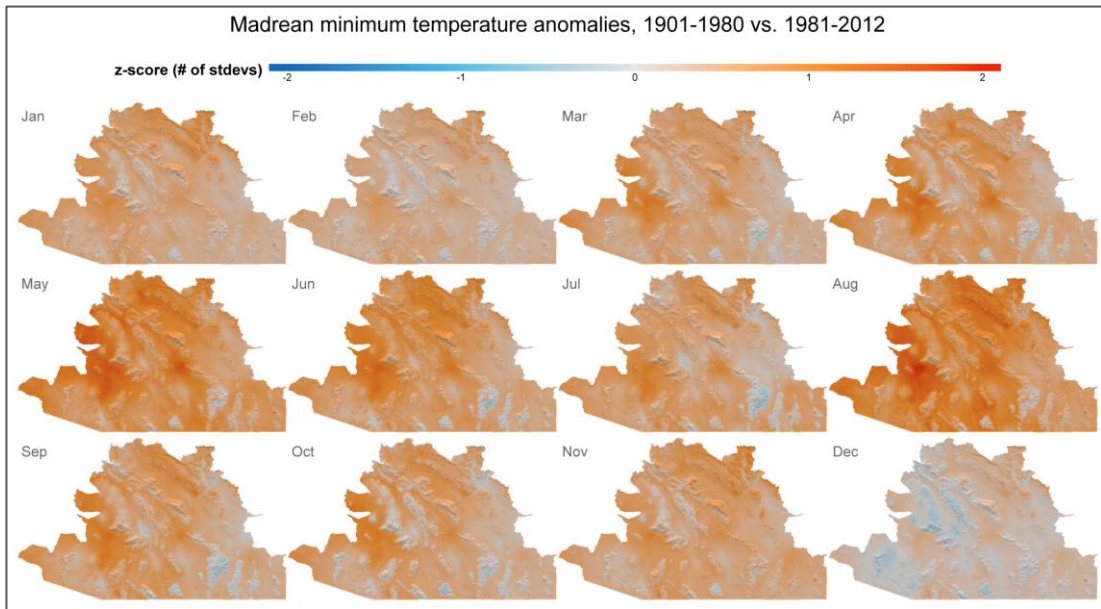 Madrean minimum temperature anomalies, 1901-1980 vs. 1981-2012
z-score (# of stdevs) -2 -1 0 1 2
Jan Feb Mar Apr
May Jun Jul Aug
Sep Oct Nov Dec